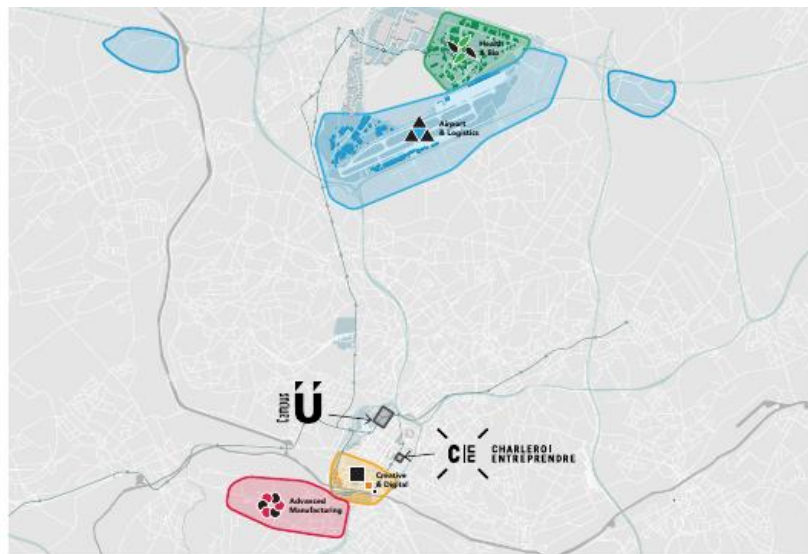 Health
& Bio
Airport
& Logistics
Campus
Ü
C|E
CHARLEROI
ENTREPRENDRE
Creative
& Digital
Advanced
Manufacturing